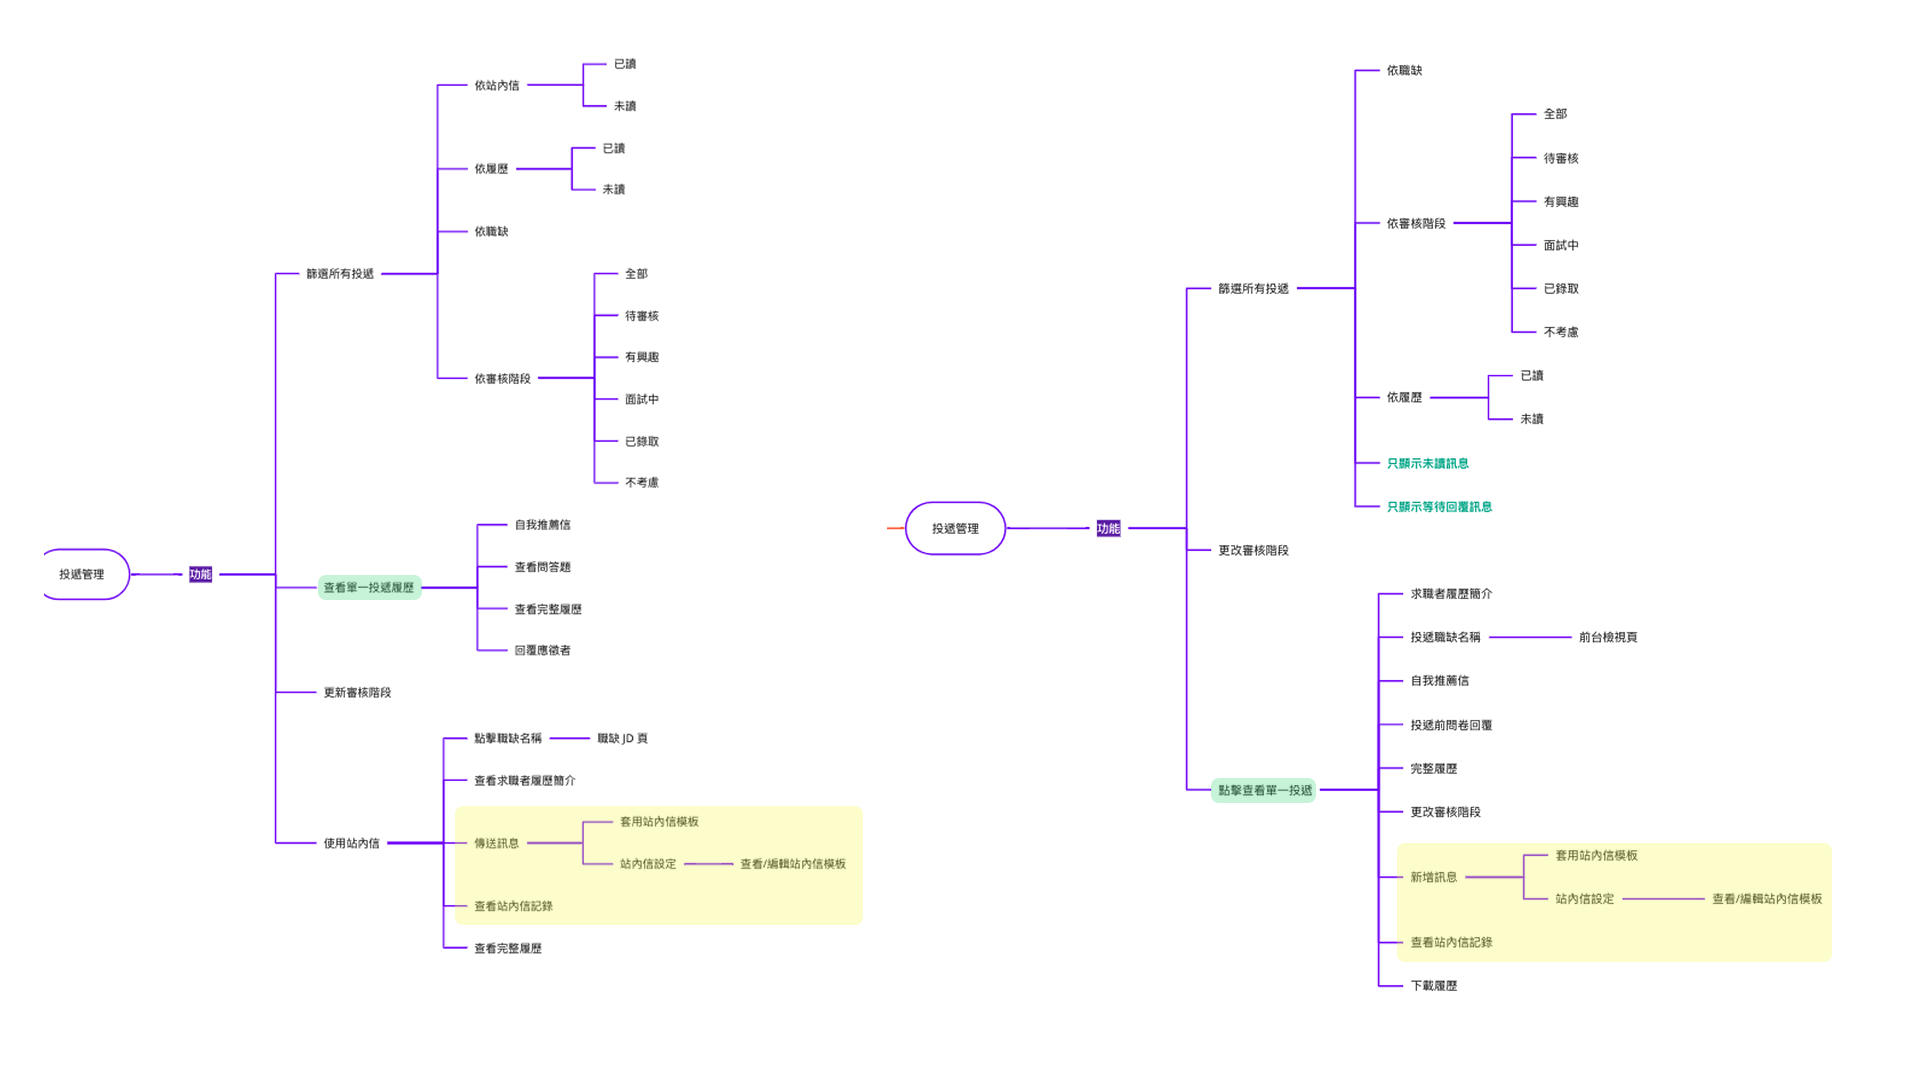 投遞管理
功能
篩選所有投遞
依站內信
已讀
未讀
依履歷
已讀
未讀
依職缺
依審核階段
全部
待審核
有興趣
面試中
已錄取
不考慮
查看單一投遞履歷
自我推薦信
查看問答題
查看完整履歷
回覆應徵者
更新審核階段
使用站內信
點擊職缺名稱
職缺 JD 頁
查看求職者履歷簡介
傳送訊息
套用站內信模板
站內信設定
查看/編輯站內信模板
查看站內信記錄
查看完整履歷
投遞管理
功能
篩選所有投遞
依職缺
依審核階段
全部
待審核
有興趣
面試中
已錄取
不考慮
依履歷
已讀
未讀
只顯示未讀訊息
只顯示等待回覆訊息
更改審核階段
點擊查看單一投遞
求職者履歷簡介
投遞職缺名稱
前台檢視頁
自我推薦信
投遞前問卷回覆
完整履歷
更改審核階段
新增訊息
套用站內信模板
站內信設定
查看/編輯站內信模板
查看站內信記錄
下載履歷